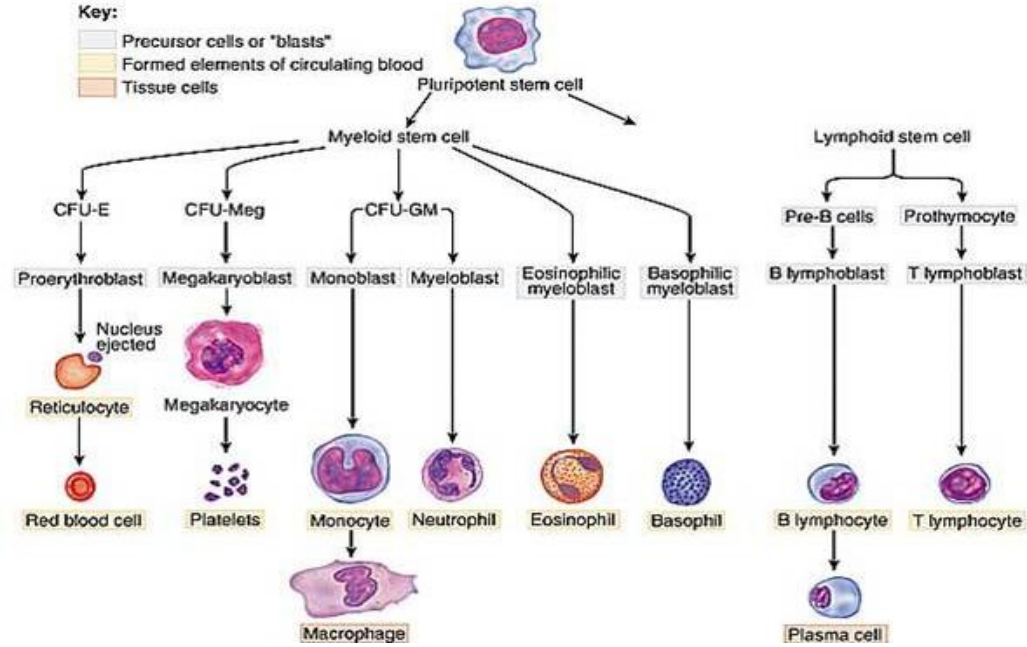 Key:
Precursor cells or "blasts"
Formed elements of circulating blood
Tissue cells
Pluripotent stem cell
Myeloid stem cell
Lymphoid stem cell
CFU-E
CFU-Meg
CFU-GM
Pre-B cells
Prothymocyte
Proerythroblast
Megakaryoblast
Monoblast
Myeloblast
Eosinophilic
myeloblast
Basophilic
myeloblast
B lymphoblast
T lymphoblast
Nucleus
ejected
Reticulocyte
Megakaryocyte
Red blood cell
Platelets
Monocyte
Neutrophil
Eosinophil
Basophil
B lymphocyte
T lymphocyte
Macrophage
Plasma cell